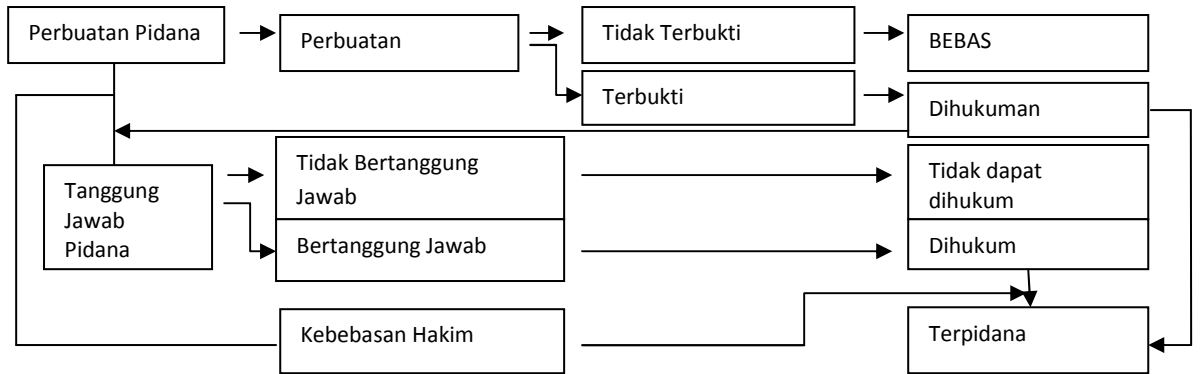 Perbuatan Pidana
Perbuatan
Tidak Terbukti
BEBAS
Terbukti
Dihukuman
Tidak Bertanggung
Jawab
Tidak dapat
dihukum
Tanggung
Jawab
Pidana
Bertanggung Jawab
Dihukum
Kebebasan Hakim
Terpidana